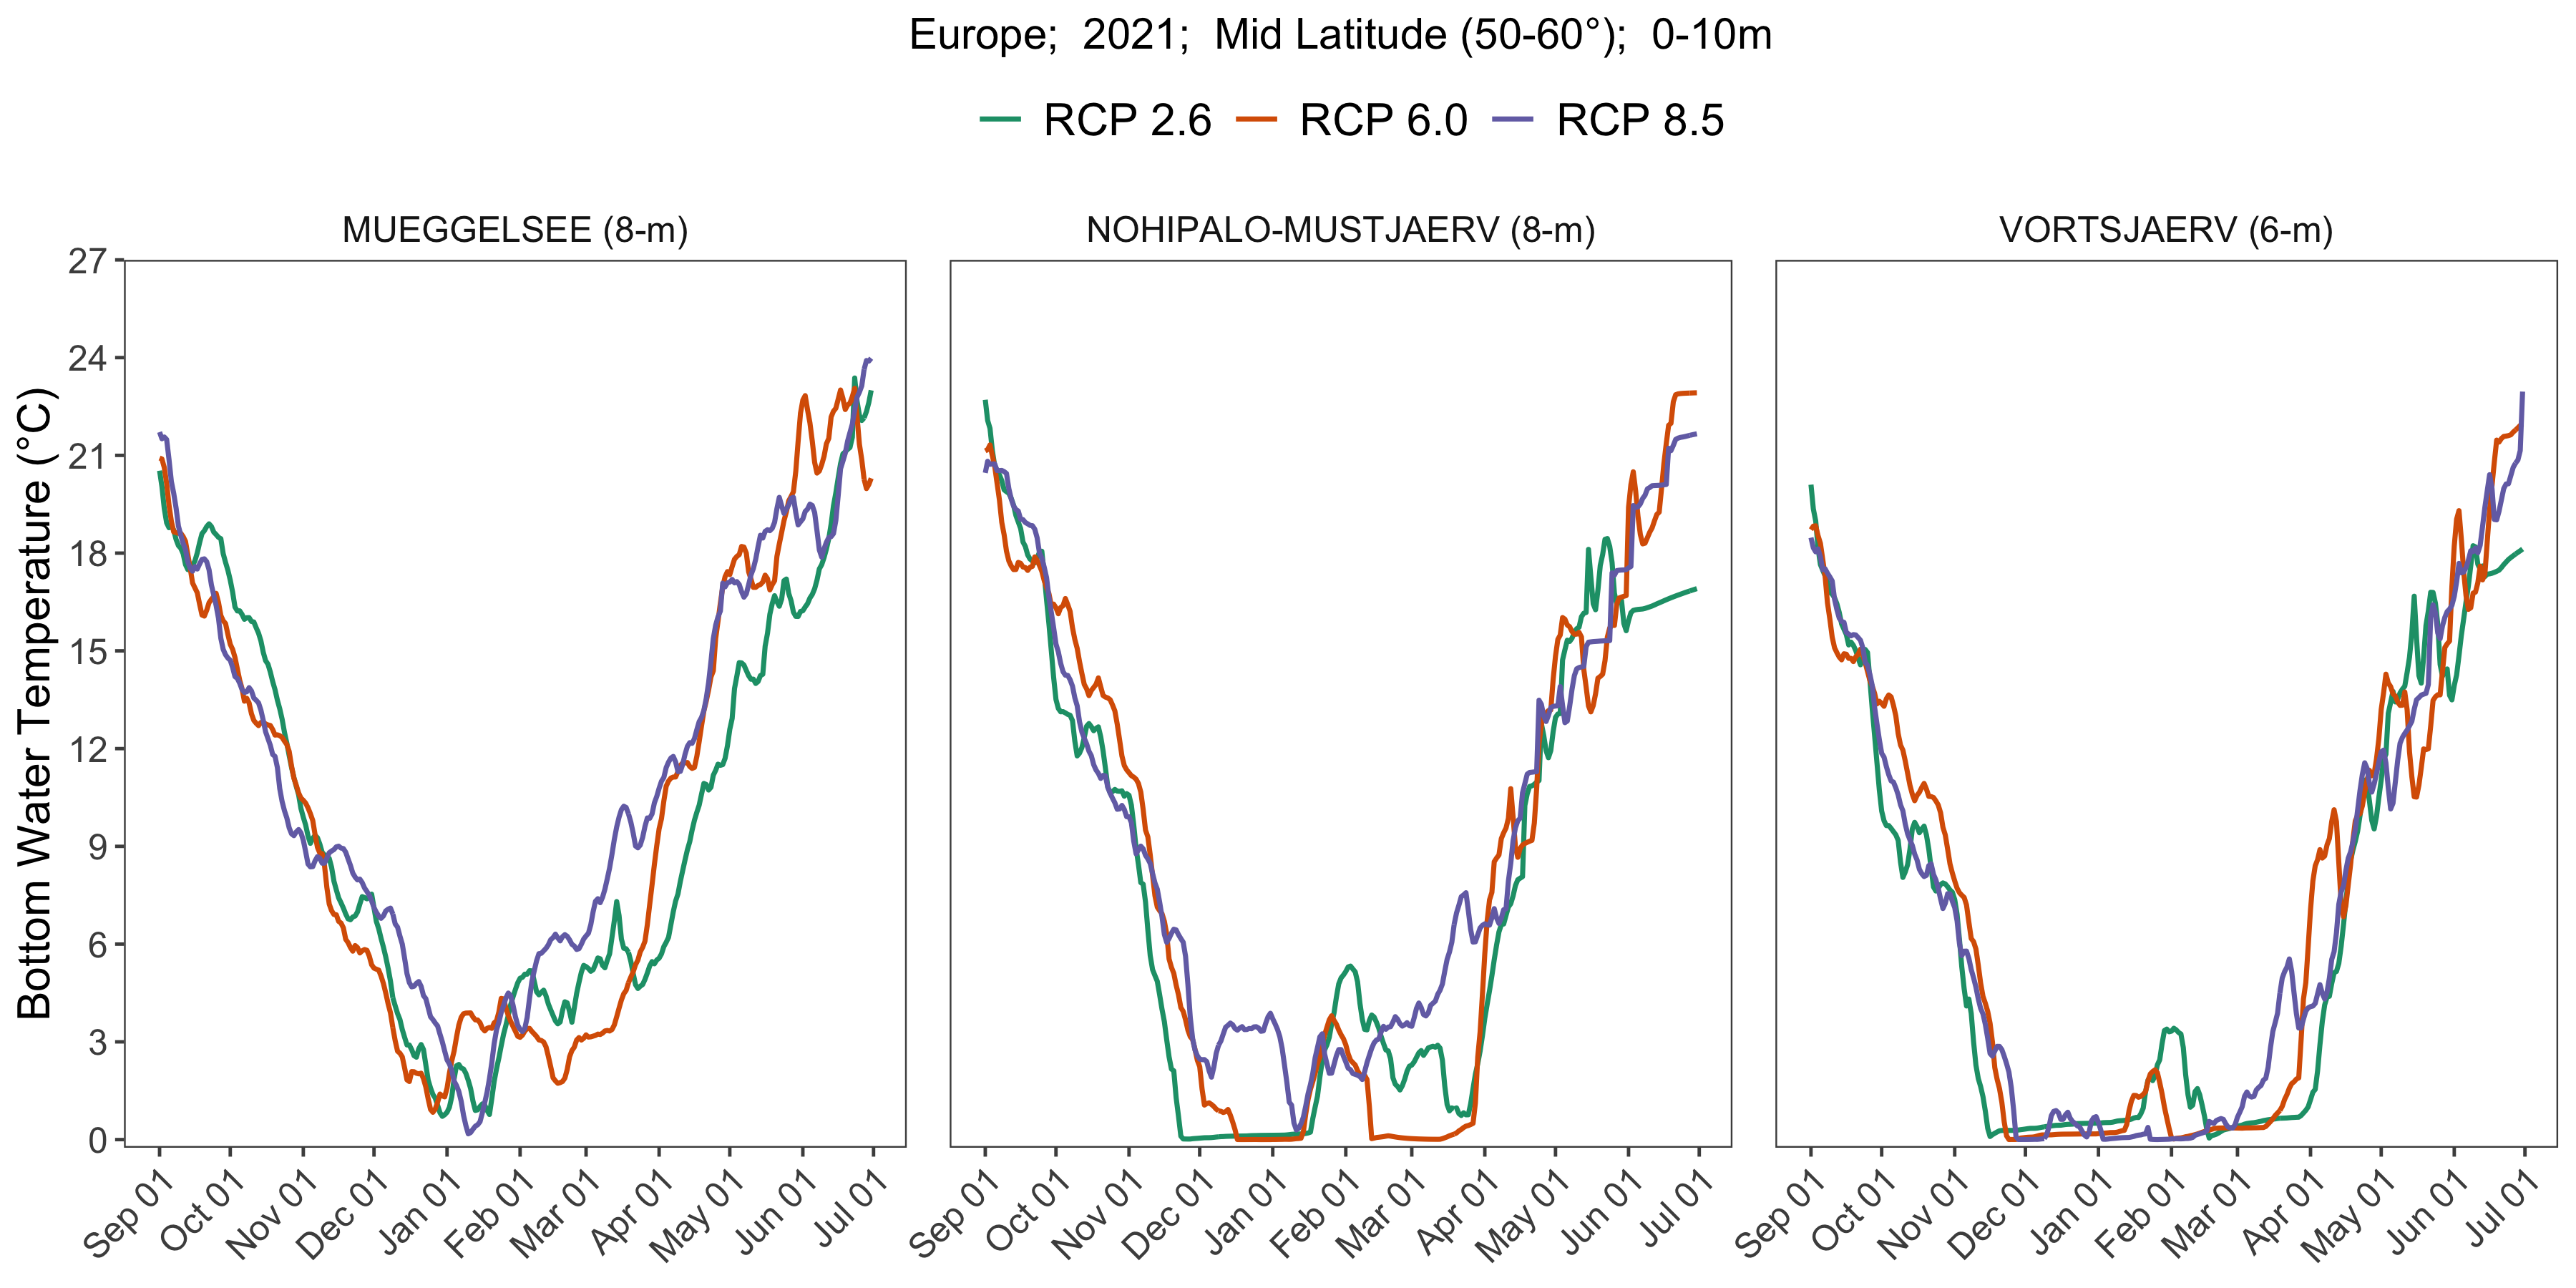 Europe; 2021; Mid Latitude (50-60°); 0-10m
RCP 2.6 RCP 6.0 RCP 8.5
MUEGGELSEE (8-m)
NOHIPALO-MUSTJAERV (8-m)
VORTSJAERV (6-m)
Bottom Water Temperature (°C)
27
24
21
18
15
12
9
6
3
0
Sep 01 Oct 01 Nov 01 Dec 01 Jan 01 Feb 01 Mar 01 Apr 01 May 01 Jun 01 Jul 01
Sep 01 Oct 01 Nov 01 Dec 01 Jan 01 Feb 01 Mar 01 Apr 01 May 01 Jun 01 Jul 01
Sep 01 Oct 01 Nov 01 Dec 01 Jan 01 Feb 01 Mar 01 Apr 01 May 01 Jun 01 Jul 01